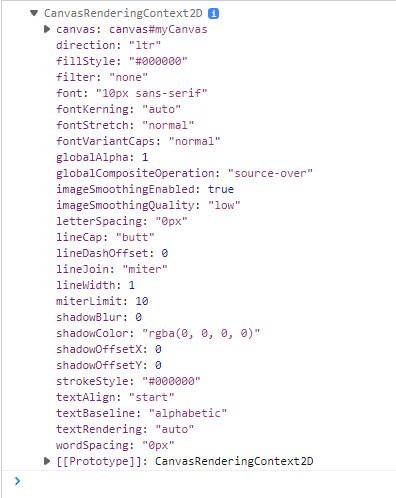 ▼ CanvasRenderingContext2D i
▶ canvas: canvas#myCanvas
direction: "ltr"
fillStyle: "#000000"
filter: "none"
font: "10px sans-serif"
fontKerning: "auto"
fontStretch: "normal"
fontVariantCaps: "normal"
globalAlpha: 1
globalCompositeOperation: "source-over"
imageSmoothingEnabled: true
imageSmoothingQuality: "low"
letterSpacing: "0px"
lineCap: "butt"
lineDashOffset: 0
lineJoin: "miter"
lineWidth: 1
miterLimit: 10
shadowBlur: 0
shadowColor: "rgba(0, 0, 0, 0)"
shadowOffsetX: 0
shadowOffsetY: 0
strokeStyle: "#000000"
textAlign: "start"
textBaseline: "alphabetic"
textRendering: "auto"
wordSpacing: "0px"
▶ [[Prototype]]: CanvasRenderingContext2D
>